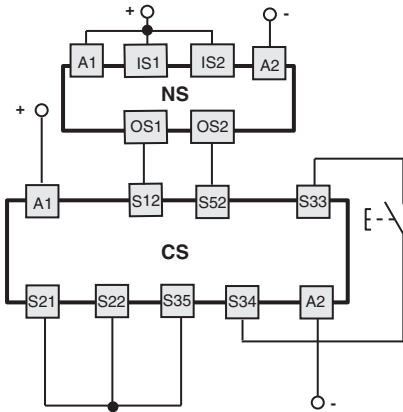 + -
A1 IS1 IS2 A2
NS
OS1 OS2
+
A1 S12 S52 S33
CS
S21 S22 S35 S34 A2
-